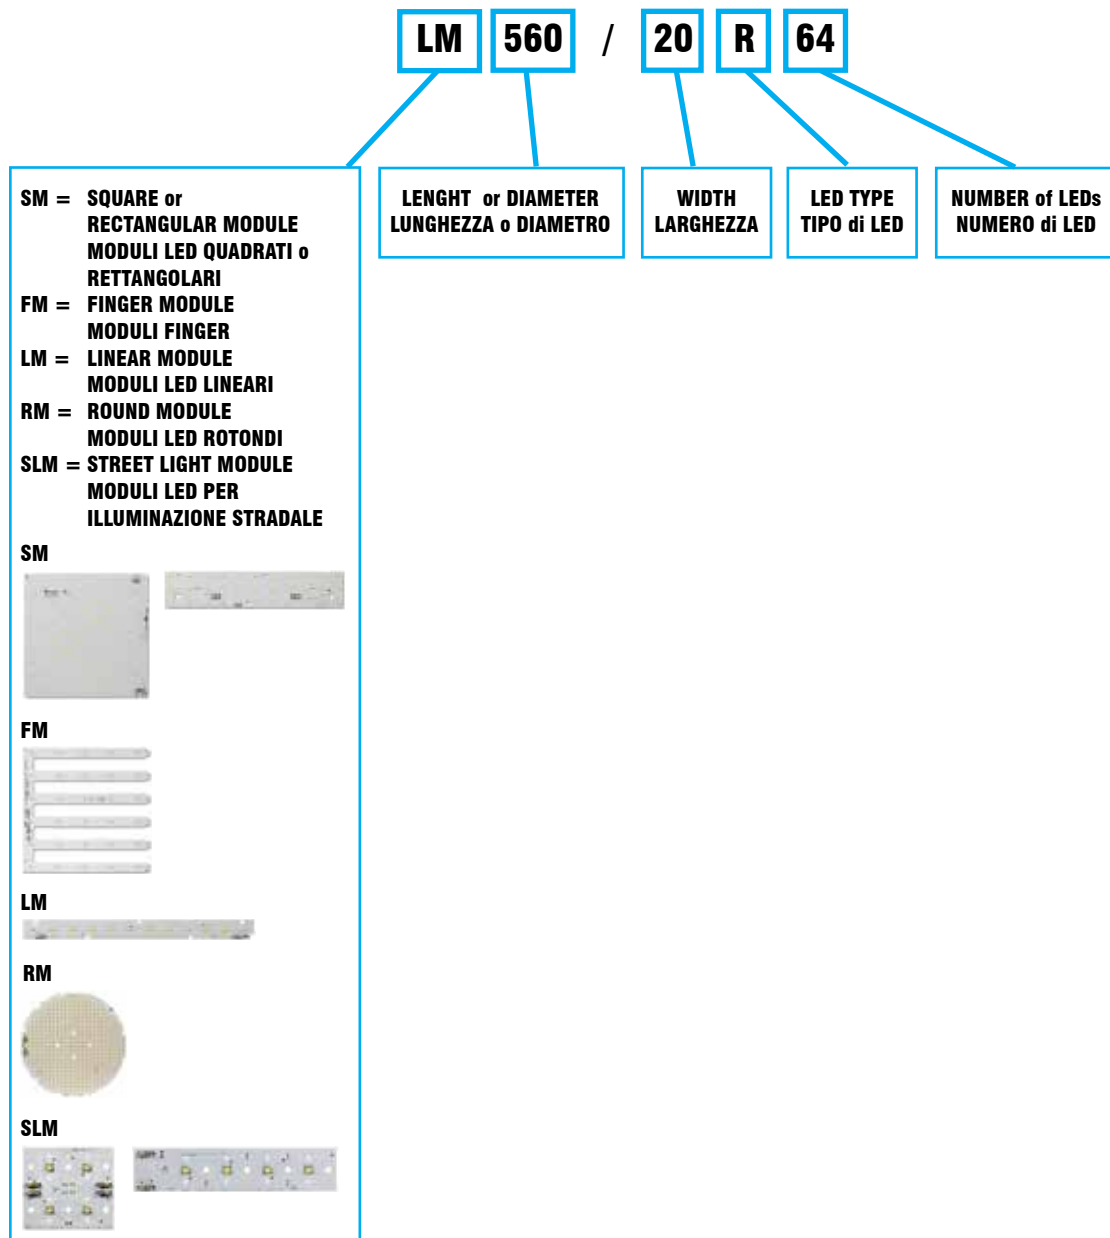 LM 560 / 20 R 64
SM = SQUARE or
RECTANGULAR MODULE
MODULI LED QUADRATI o
RETTANGOLARI
FM = FINGER MODULE
MODULI FINGER
LM = LINEAR MODULE
MODULI LED LINEARI
RM = ROUND MODULE
MODULI LED ROTONDI
SLM = STREET LIGHT MODULE
MODULI LED PER
ILLUMINAZIONE STRADALE
LENGHT or DIAMETER
LUNGHEZZA o DIAMETRO
WIDTH
LARGHEZZA
LED TYPE
TIPO di LED
NUMBER of LEDs
NUMERO di LED
SM
FM
LM
RM
SLM